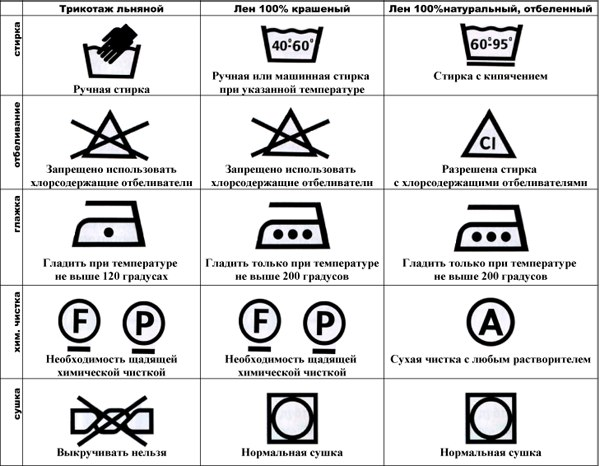 Трикотаж льняной
Лен 100% крашеный
Лен 100%натуральный, отбеленный
стирка
40°-60°
60°-95°
Ручная стирка
Ручная или машинная стирка
при указанной температуре
Стирка с кипячением
отбеливание
CI
Запрещено использовать
хлорсодержащие отбеливатели
Запрещено использовать
хлорсодержащие отбеливатели
Разрешена стирка
с хлорсодержащими отбеливателями
глажка
Гладить при температуре
не выше 120 градусах
Гладить только при температуре
не выше 200 градусов
Гладить только при температуре
не выше 200 градусов
хим. чистка
F
P
F
P
A
Необходимость щадящей
химической чисткой
Необходимость щадящей
химической чисткой
Сухая чистка с любым растворителем
сушка
Выкручивать нельзя
Нормальная сушка
Нормальная сушка